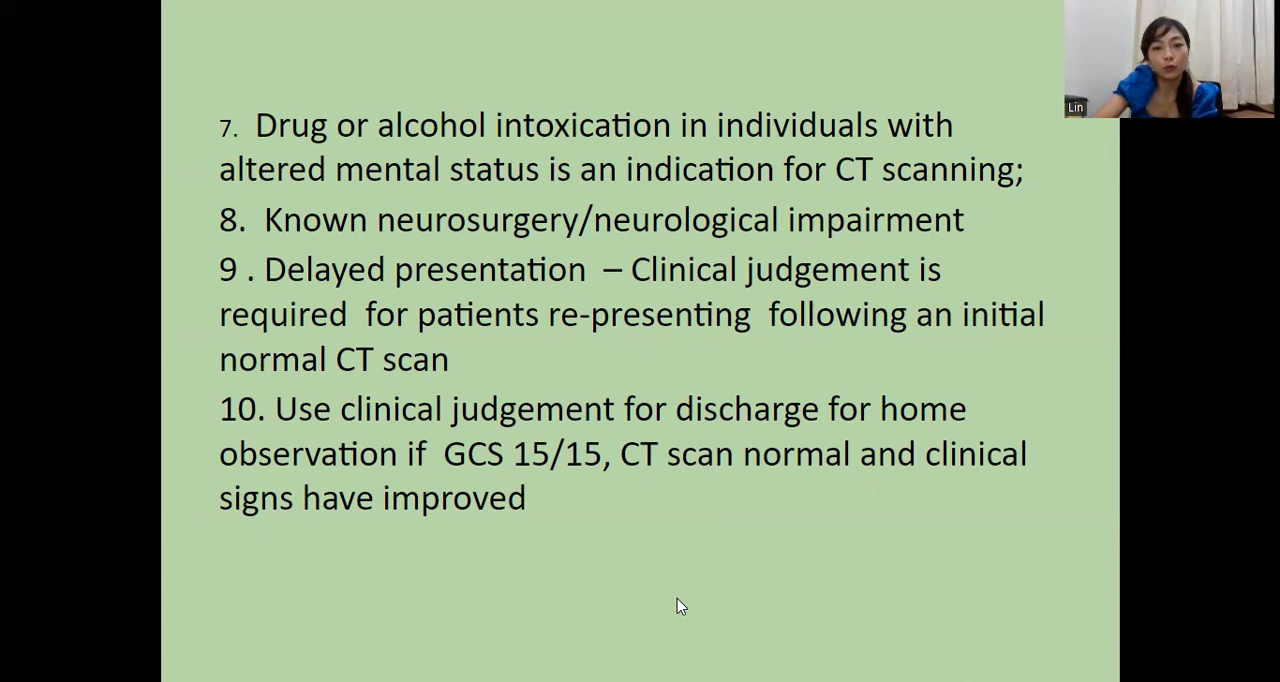 Lin
7. Drug or alcohol intoxication in individuals with
altered mental status is an indication for CT scanning;
8. Known neurosurgery/neurological impairment
9 . Delayed presentation – Clinical judgement is
required for patients re-presenting following an initial
normal CT scan
10. Use clinical judgement for discharge for home
observation if GCS 15/15, CT scan normal and clinical
signs have improved